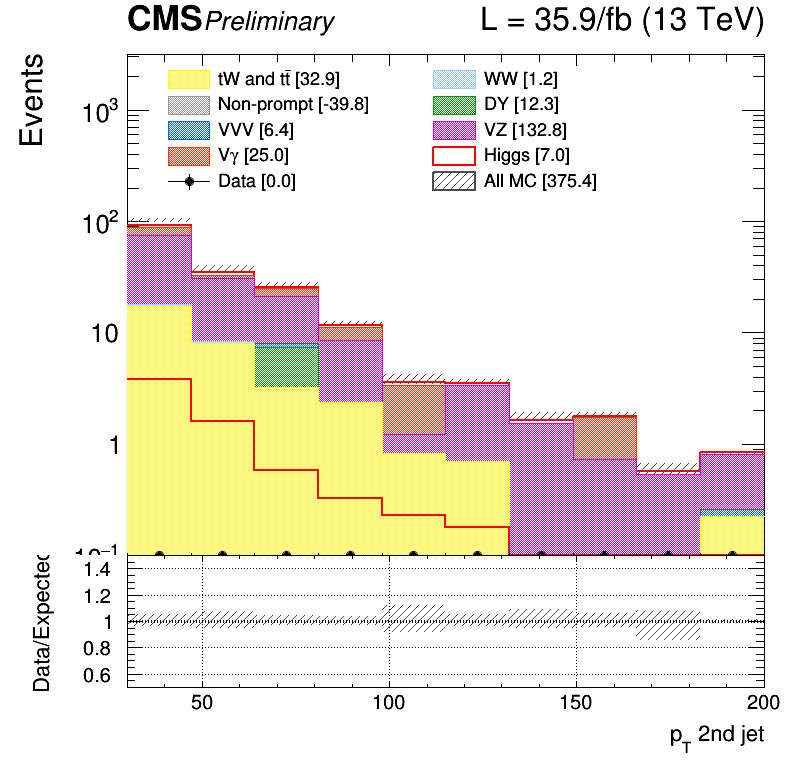 CMS Preliminary L = 35.9/fb (13 TeV)
Events
tW and tt̄ [32.9] WW [1.2]
Non-prompt [-39.8] DY [12.3]
VVV [6.4] VZ [132.8]
Vγ [25.0] Higgs [7.0]
Data [0.0] All MC [375.4]
10³
10²
10
1
10⁻¹
Data/Expected
1.4
1.2
1
0.8
0.6
50 100 150 200
p_T 2nd jet